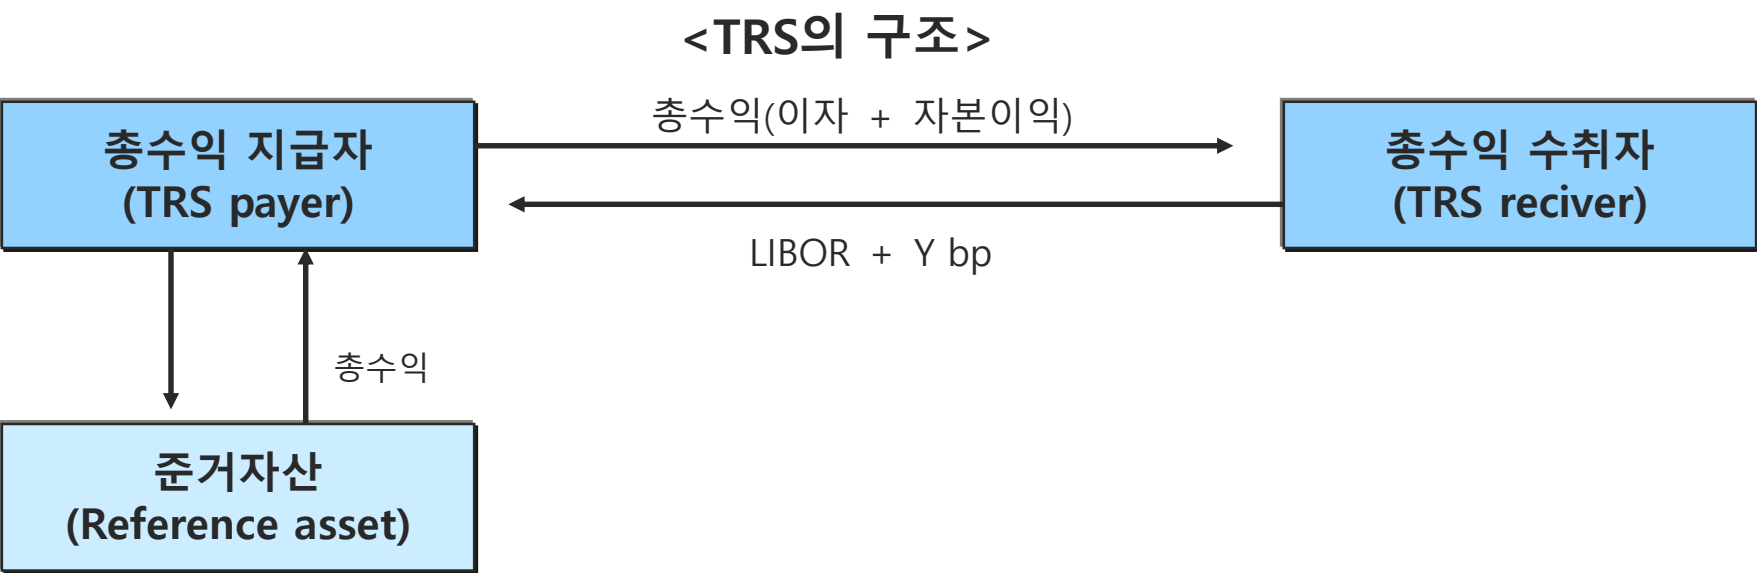 <TRS의 구조>
총수익 지급자
(TRS payer)
총수익(이자 + 자본이익)
LIBOR + Y bp
총수익 수취자
(TRS reciver)
총수익
준거자산
(Reference asset)